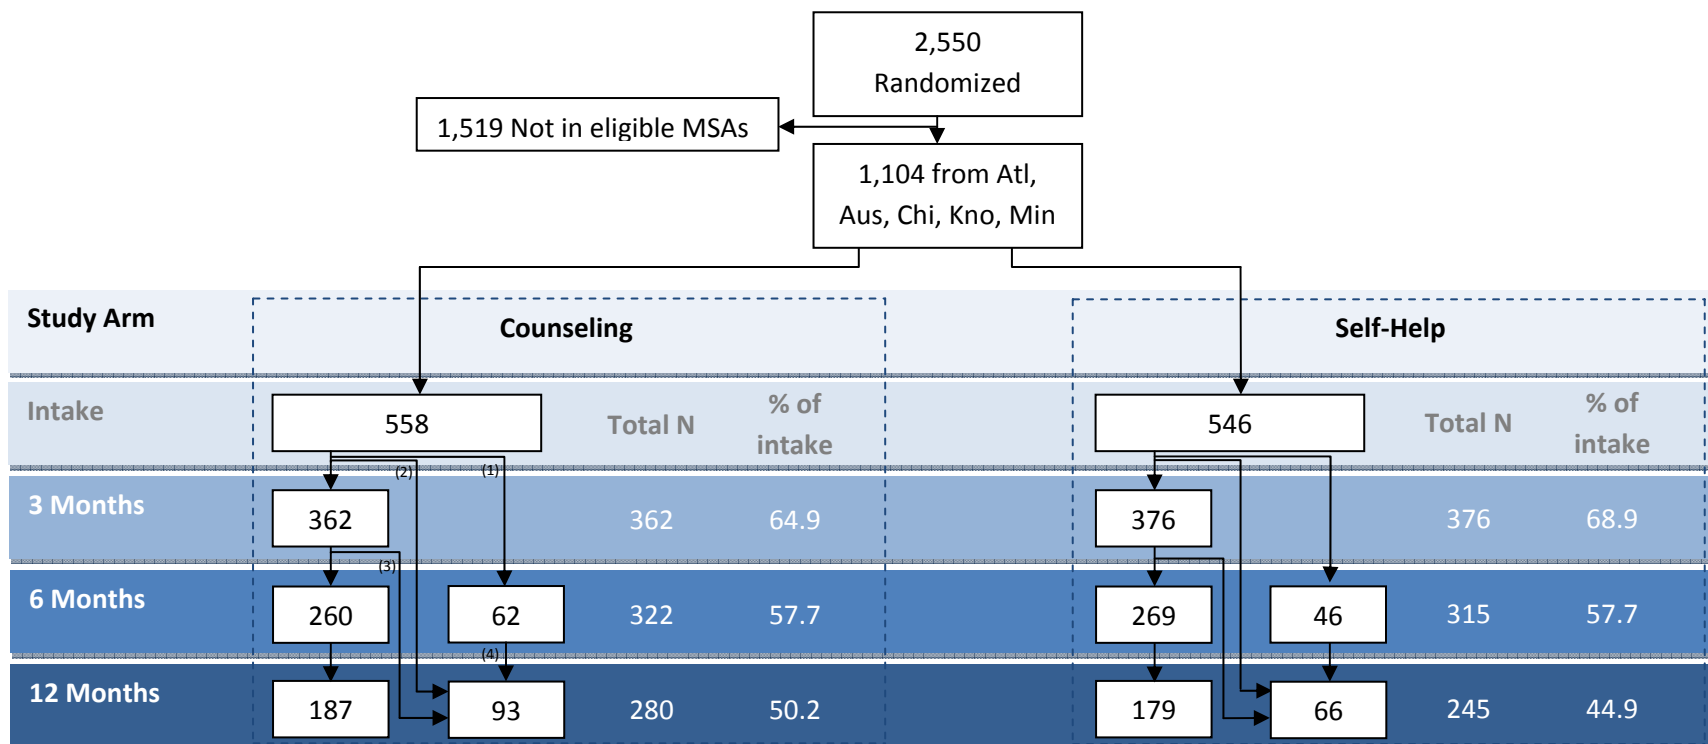 2,550
Randomized
1,519 Not in eligible MSAs
1,104 from Atl,
Aus, Chi, Kno, Min
Study Arm Counseling Self-Help
Intake 558 Total N % of intake 546 Total N % of intake
(2) (1)
3 Months 362 362 64.9 376 376 68.9
(3)
6 Months 260 62 322 57.7 269 46 315 57.7
(4)
12 Months 187 93 280 50.2 179 66 245 44.9